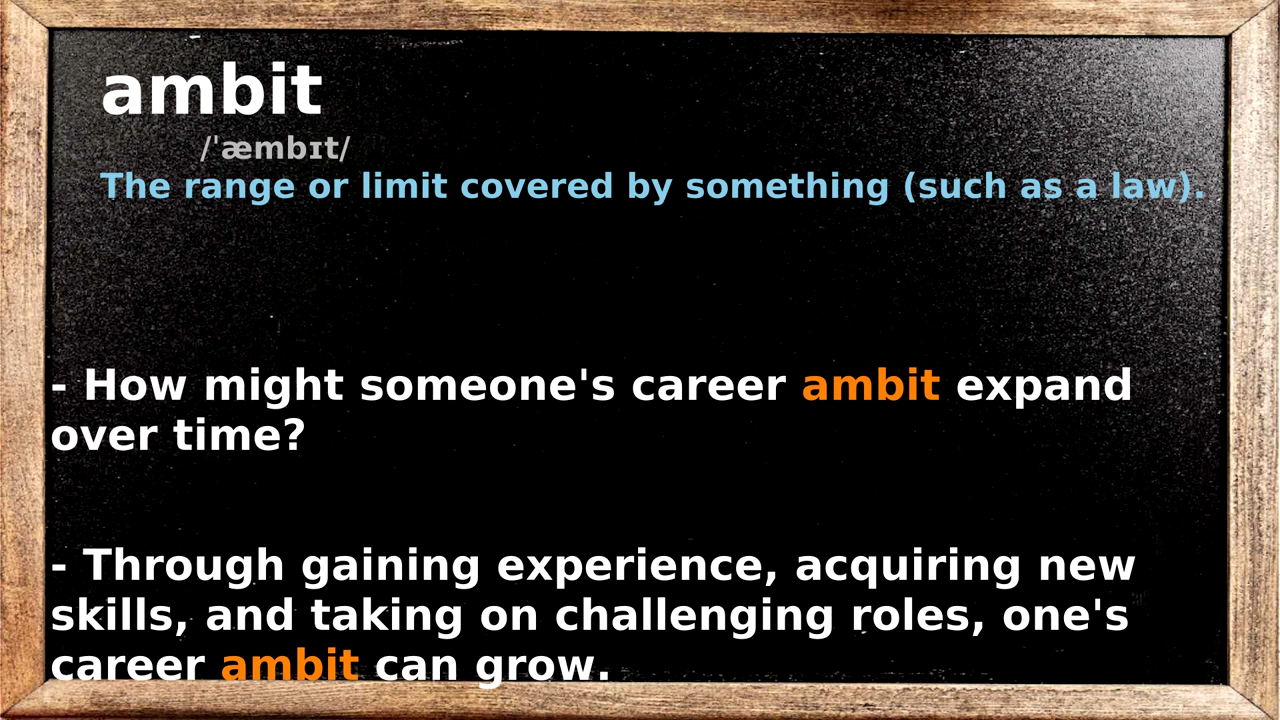 ambit
/ˈæmbɪt/
The range or limit covered by something (such as a law).
- How might someone's career ambit expand
over time?
- Through gaining experience, acquiring new
skills, and taking on challenging roles, one's
career ambit can grow.